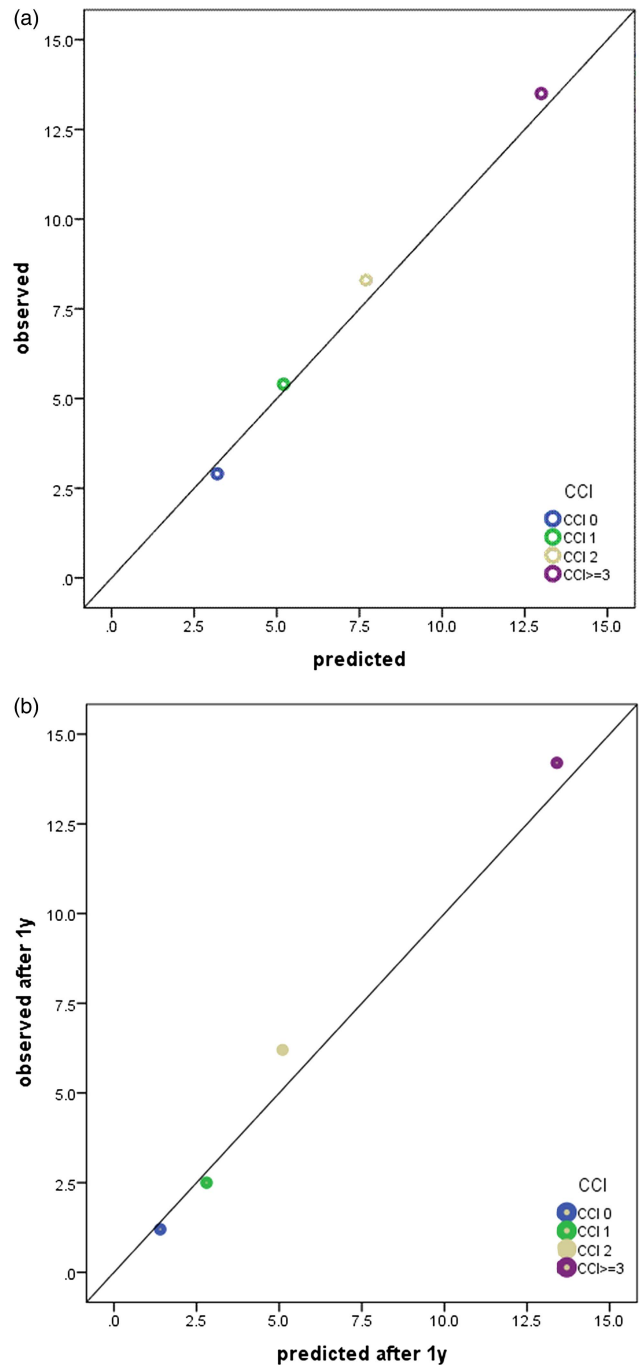 (a)
15.0
12.5
10.0
7.5
5.0
2.5
.0
observed
CCI
CCI 0
CCI 1
CCI 2
CCI>=3
.0 2.5 5.0 7.5 10.0 12.5 15.0
predicted
(b)
15.0
12.5
10.0
7.5
5.0
2.5
.0
observed after 1y
CCI
CCI 0
CCI 1
CCI 2
CCI>=3
.0 2.5 5.0 7.5 10.0 12.5 15.0
predicted after 1y